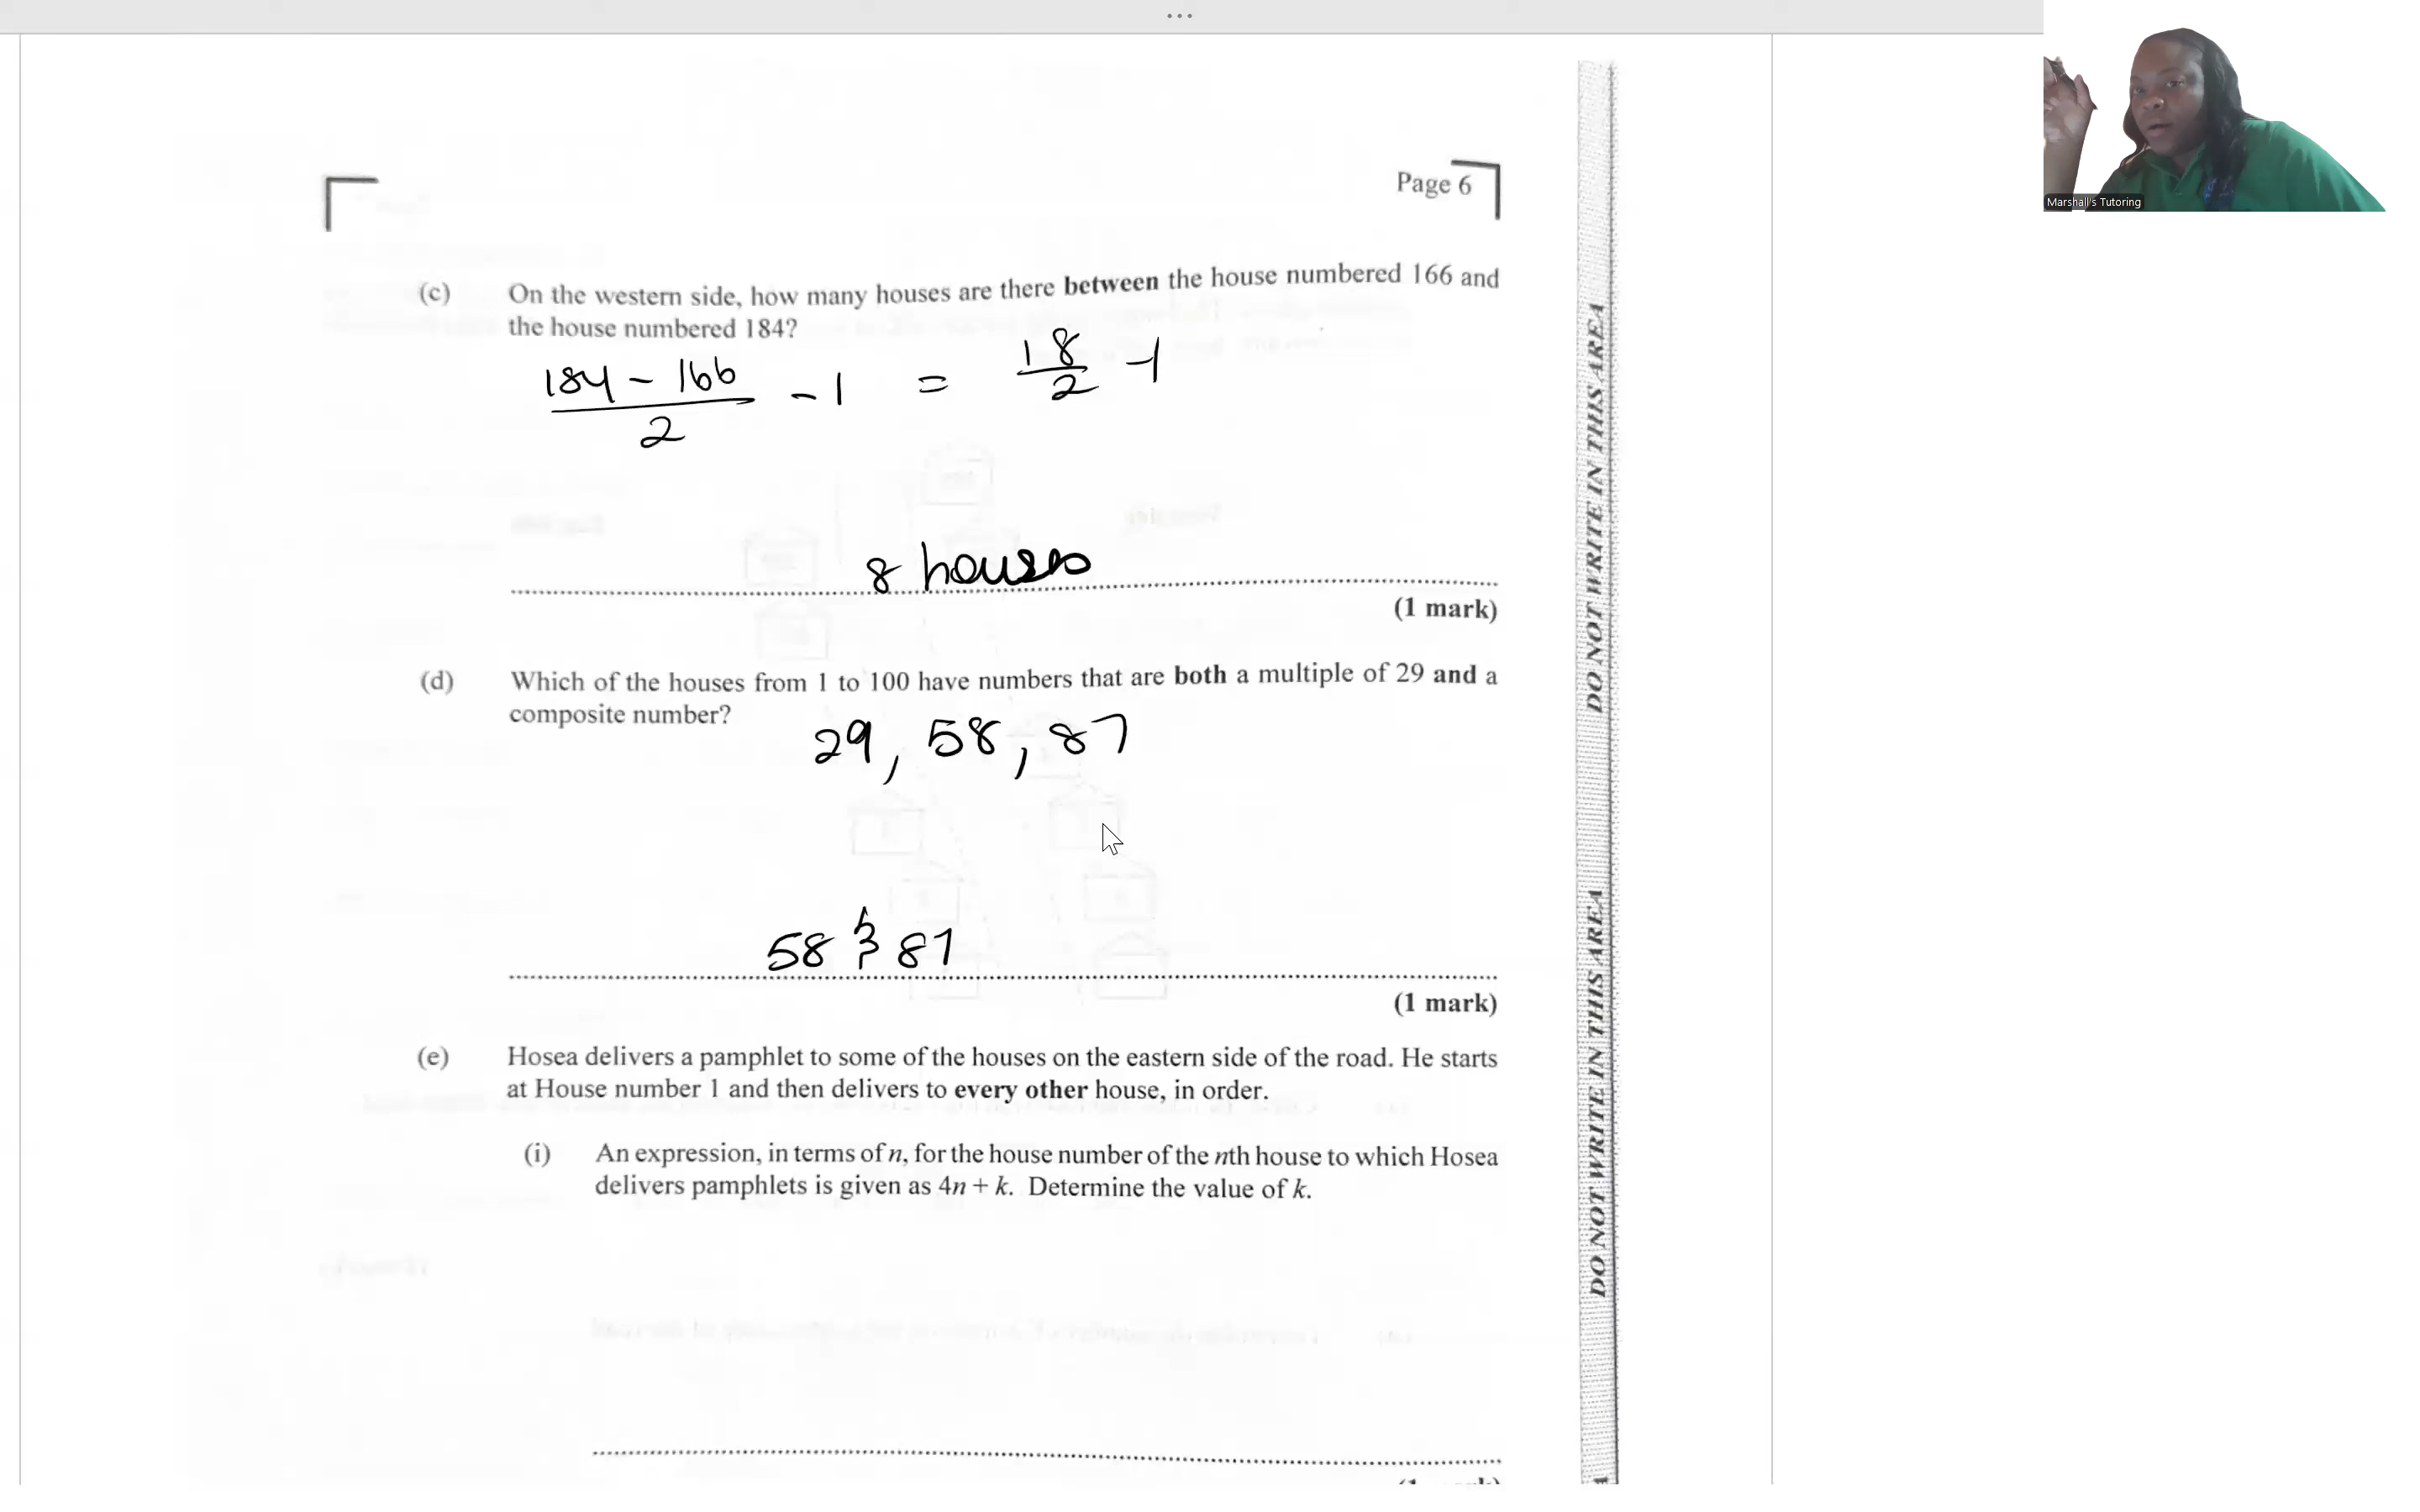 ...
Page 6
Marshall's Tutoring
(c) On the western side, how many houses are there between the house numbered 166 and
the house numbered 184?
184 - 166 / 2 - 1 = 18 / 2 - 1
8 houses
(1 mark)
(d) Which of the houses from 1 to 100 have numbers that are both a multiple of 29 and a
composite number?
29, 58, 87
58 & 87
(1 mark)
(e) Hosea delivers a pamphlet to some of the houses on the eastern side of the road. He starts
at House number 1 and then delivers to every other house, in order.
(i) An expression, in terms of n, for the house number of the nth house to which Hosea
delivers pamphlets is given as 4n + k. Determine the value of k.
DO NOT WRITE IN THIS AREA
DO NOT WRITE IN THIS AREA